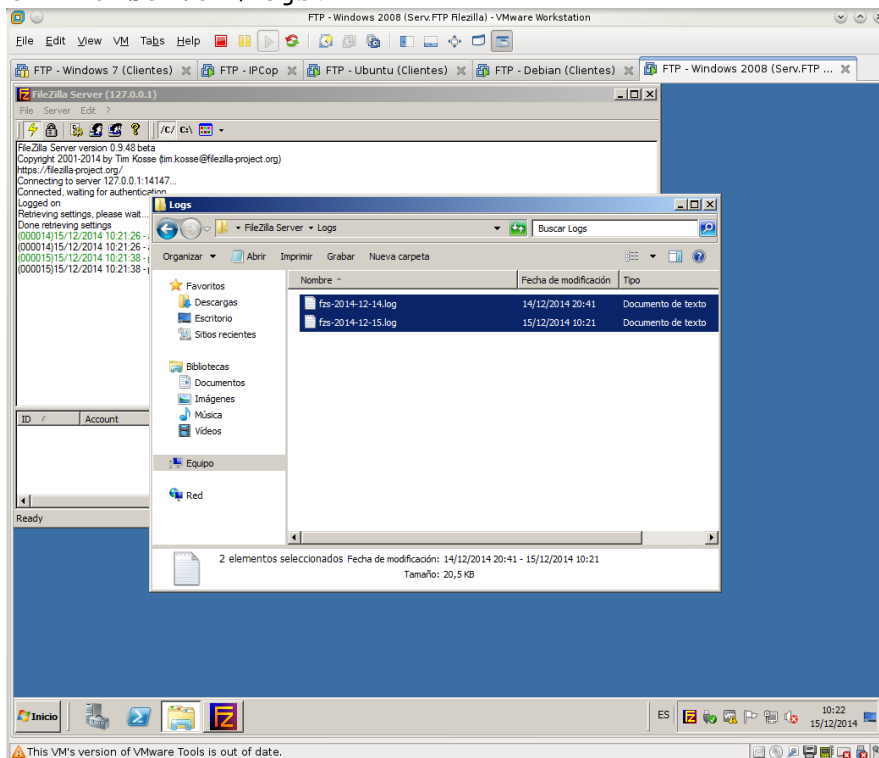 FTP - Windows 2008 (Serv.FTP Filezilla) - VMware Workstation
File Edit View VM Tabs Help
FTP - Windows 7 (Clientes) FTP - IPCop FTP - Ubuntu (Clientes) FTP - Debian (Clientes) FTP - Windows 2008 (Serv.FTP ...
FileZilla Server (127.0.0.1)
File Server Edit ?
/C/ C:\
FileZilla Server version 0.9.48 beta
Copyright 2001-2014 by Tim Kosse (tim.kosse@filezilla-project.org)
https://filezilla-project.org/
Connecting to server 127.0.0.1:14147...
Connected, waiting for authentication
Logged on
Retrieving settings, please wait...
Done retrieving settings
(000014)15/12/2014 10:21:26 -
(000014)15/12/2014 10:21:26 -
(000015)15/12/2014 10:21:38 -
(000015)15/12/2014 10:21:38 -
ID / Account
Ready
Logs
FileZilla Server Logs
Buscar Logs
Organizar Abrir Imprimir Grabar Nueva carpeta
Nombre Fecha de modificación Tipo
fzs-2014-12-14.log 14/12/2014 20:41 Documento de texto
fzs-2014-12-15.log 15/12/2014 10:21 Documento de texto
Favoritos
Descargas
Escritorio
Sitios recientes
Bibliotecas
Documentos
Imágenes
Música
Vídeos
Equipo
Red
2 elementos seleccionados Fecha de modificación: 14/12/2014 20:41 - 15/12/2014 10:21
Tamaño: 20,5 KB
Inicio
ES
10:22
15/12/2014
This VM's version of VMware Tools is out of date.